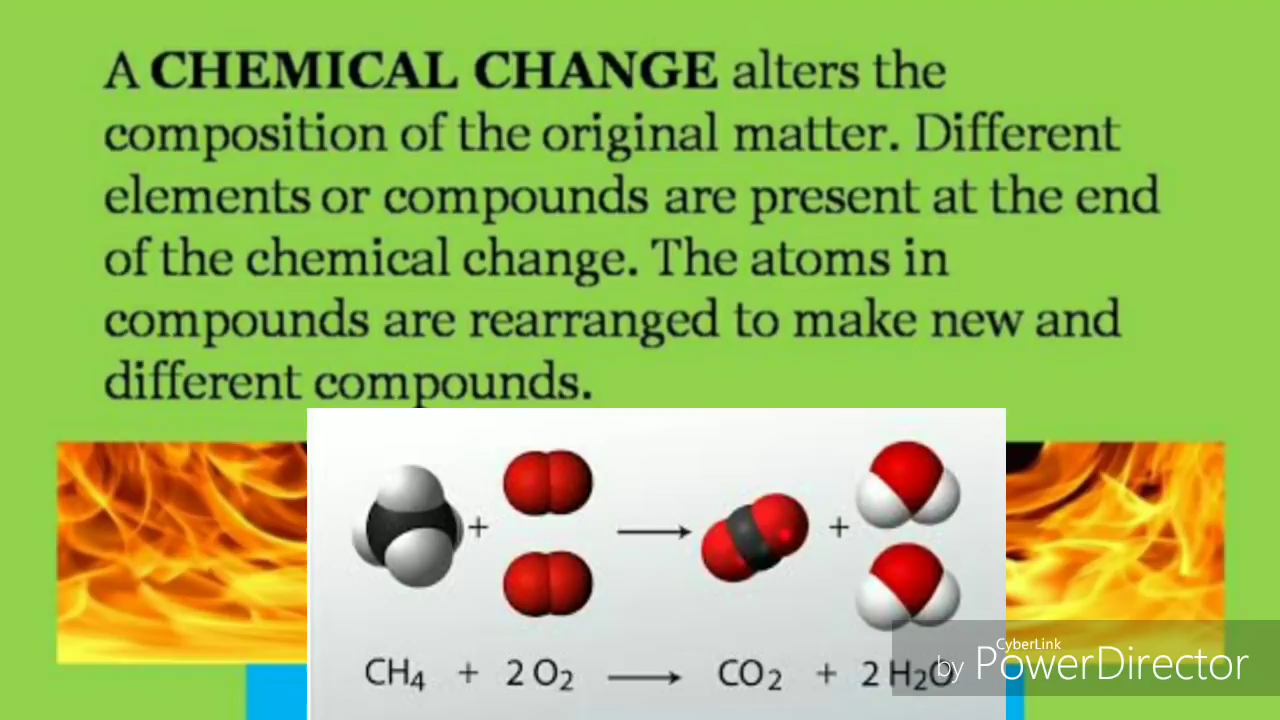 A CHEMICAL CHANGE alters the
composition of the original matter. Different
elements or compounds are present at the end
of the chemical change. The atoms in
compounds are rearranged to make new and
different compounds.
+ +
CH4 + 2 O2 ⟶ CO2 + 2 H2O
CyberLink
by PowerDirector